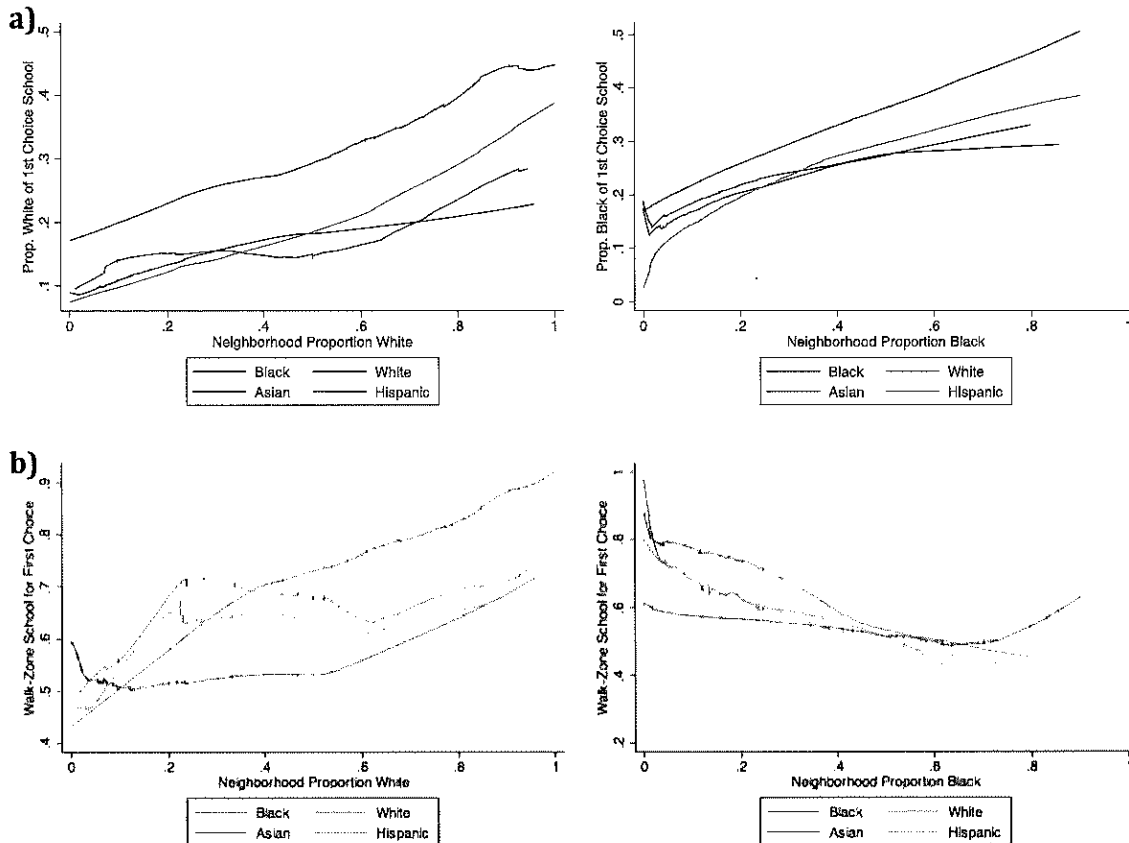 a)
Prop. White of 1st Choice School
.1 .2 .3 .4 .5
0 .2 .4 .6 .8 1
Neighborhood Proportion White
Black White
Asian Hispanic
Prop. Black of 1st Choice School
0 .1 .2 .3 .4 .5
0 .2 .4 .6 .8 1
Neighborhood Proportion Black
Black White
Asian Hispanic
b)
Walk-Zone School for First Choice
.4 .5 .6 .7 .8 .9
0 .2 .4 .6 .8 1
Neighborhood Proportion White
Black White
Asian Hispanic
Walk-Zone School for First Choice
.2 .4 .6 .8 1
0 .2 .4 .6 .8 1
Neighborhood Proportion Black
Black White
Asian Hispanic